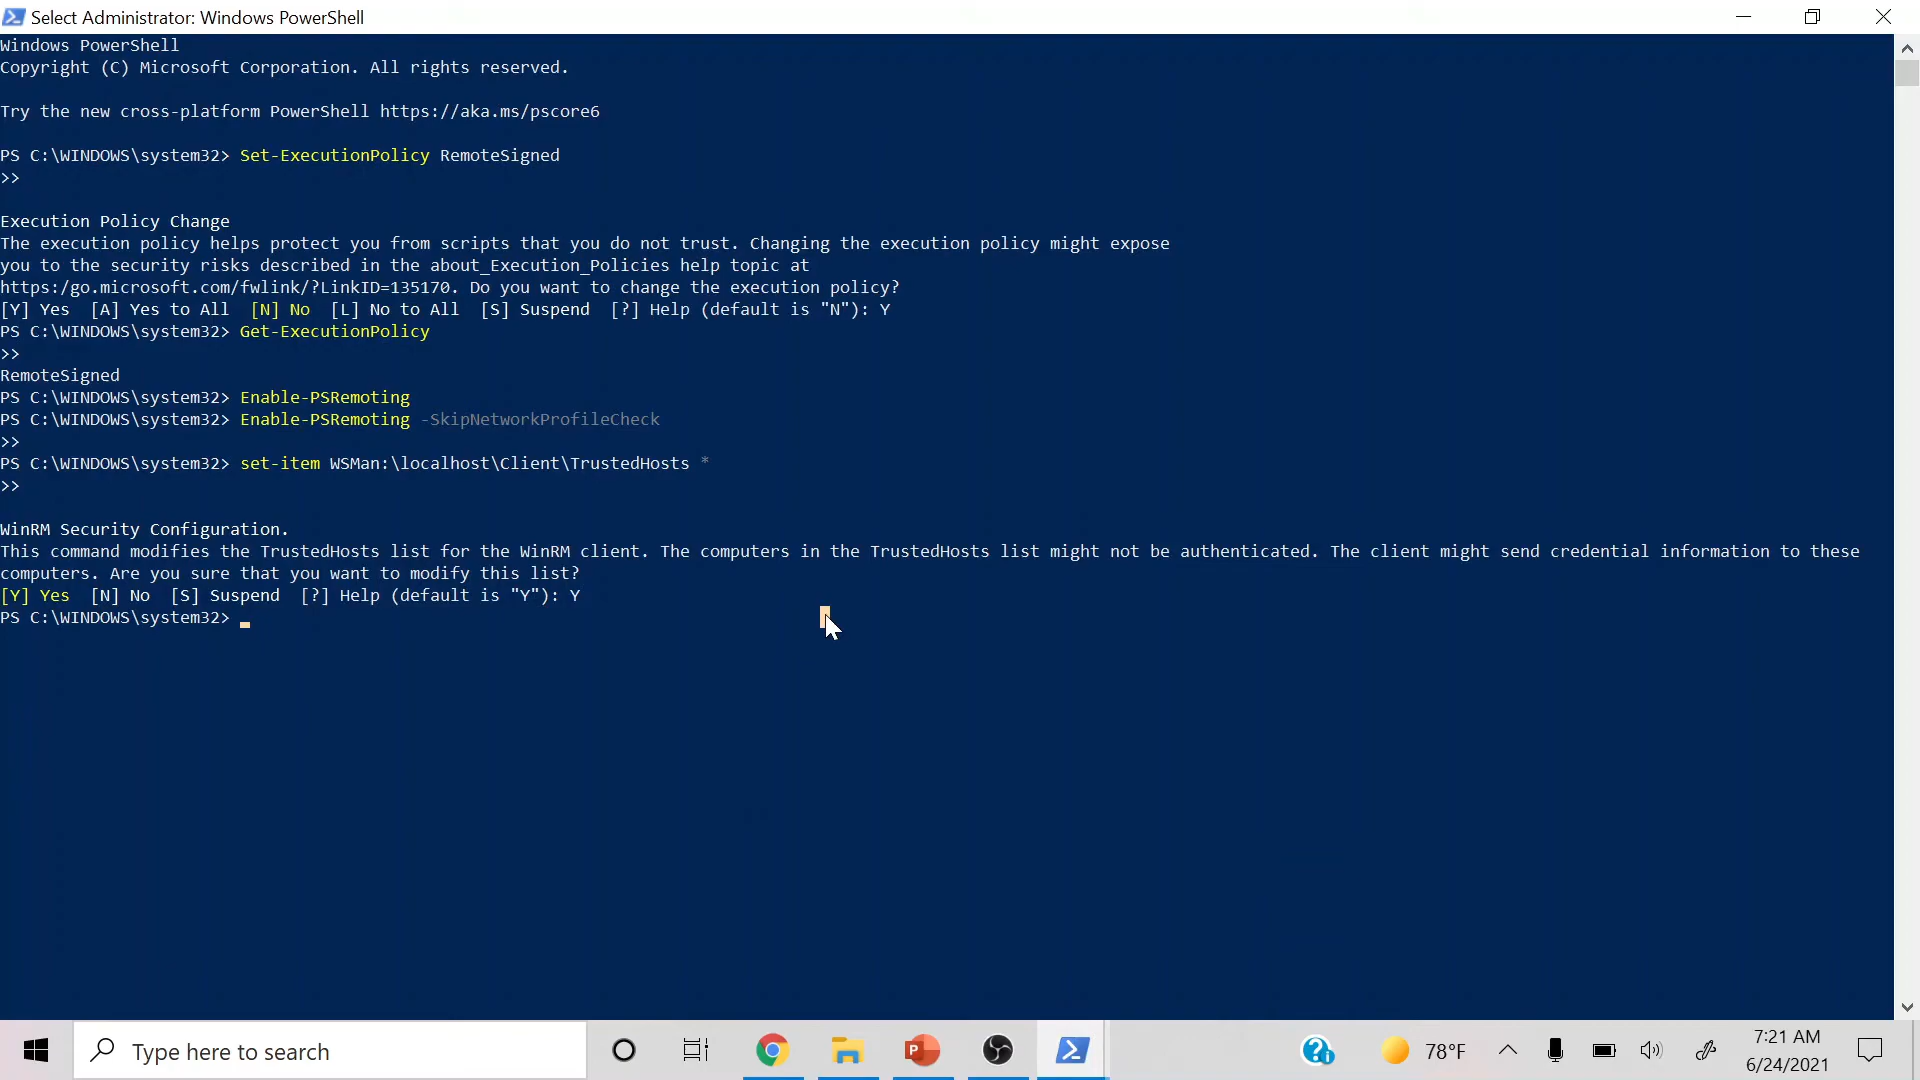 Select Administrator: Windows PowerShell
Windows PowerShell
Copyright (C) Microsoft Corporation. All rights reserved.
Try the new cross-platform PowerShell https://aka.ms/pscore6
PS C:\WINDOWS\system32> Set-ExecutionPolicy RemoteSigned
>>
Execution Policy Change
The execution policy helps protect you from scripts that you do not trust. Changing the execution policy might expose
you to the security risks described in the about_Execution_Policies help topic at
https:/go.microsoft.com/fwlink/?LinkID=135170. Do you want to change the execution policy?
[Y] Yes  [A] Yes to All  [N] No  [L] No to All  [S] Suspend  [?] Help (default is "N"): Y
PS C:\WINDOWS\system32> Get-ExecutionPolicy
>>
RemoteSigned
PS C:\WINDOWS\system32> Enable-PSRemoting
PS C:\WINDOWS\system32> Enable-PSRemoting -SkipNetworkProfileCheck
>>
PS C:\WINDOWS\system32> set-item WSMan:\localhost\Client\TrustedHosts *
>>
WinRM Security Configuration.
This command modifies the TrustedHosts list for the WinRM client. The computers in the TrustedHosts list might not be authenticated. The client might send credential information to these
computers. Are you sure that you want to modify this list?
[Y] Yes  [N] No  [S] Suspend  [?] Help (default is "Y"): Y
PS C:\WINDOWS\system32>
Type here to search
78°F
7:21 AM
6/24/2021